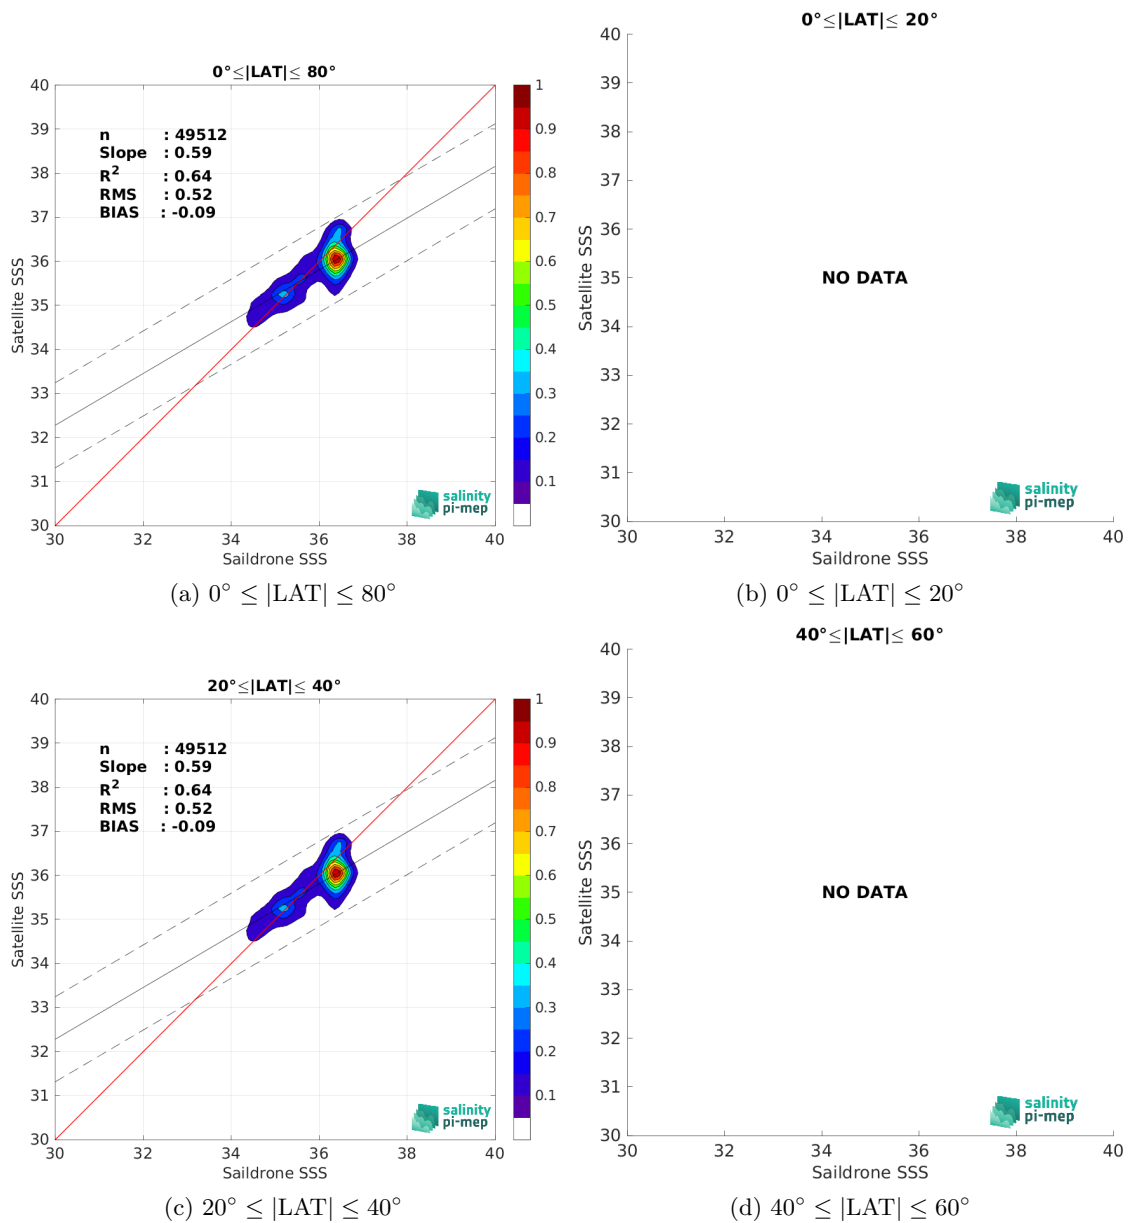 0°≤|LAT|≤ 80°
40
39
38
37
36
35
34
33
32
31
30
Satellite SSS
n : 49512
Slope : 0.59
R² : 0.64
RMS : 0.52
BIAS : -0.09
salinity
pi-mep
30 32 34 36 38 40
Saildrone SSS
1
0.9
0.8
0.7
0.6
0.5
0.4
0.3
0.2
0.1
(a) 0° ≤ |LAT| ≤ 80°
0°≤|LAT|≤ 20°
40
39
38
37
36
35
34
33
32
31
30
Satellite SSS
NO DATA
salinity
pi-mep
30 32 34 36 38 40
Saildrone SSS
(b) 0° ≤ |LAT| ≤ 20°
20°≤|LAT|≤ 40°
40
39
38
37
36
35
34
33
32
31
30
Satellite SSS
n : 49512
Slope : 0.59
R² : 0.64
RMS : 0.52
BIAS : -0.09
salinity
pi-mep
30 32 34 36 38 40
Saildrone SSS
1
0.9
0.8
0.7
0.6
0.5
0.4
0.3
0.2
0.1
(c) 20° ≤ |LAT| ≤ 40°
40°≤|LAT|≤ 60°
40
39
38
37
36
35
34
33
32
31
30
Satellite SSS
NO DATA
salinity
pi-mep
30 32 34 36 38 40
Saildrone SSS
(d) 40° ≤ |LAT| ≤ 60°